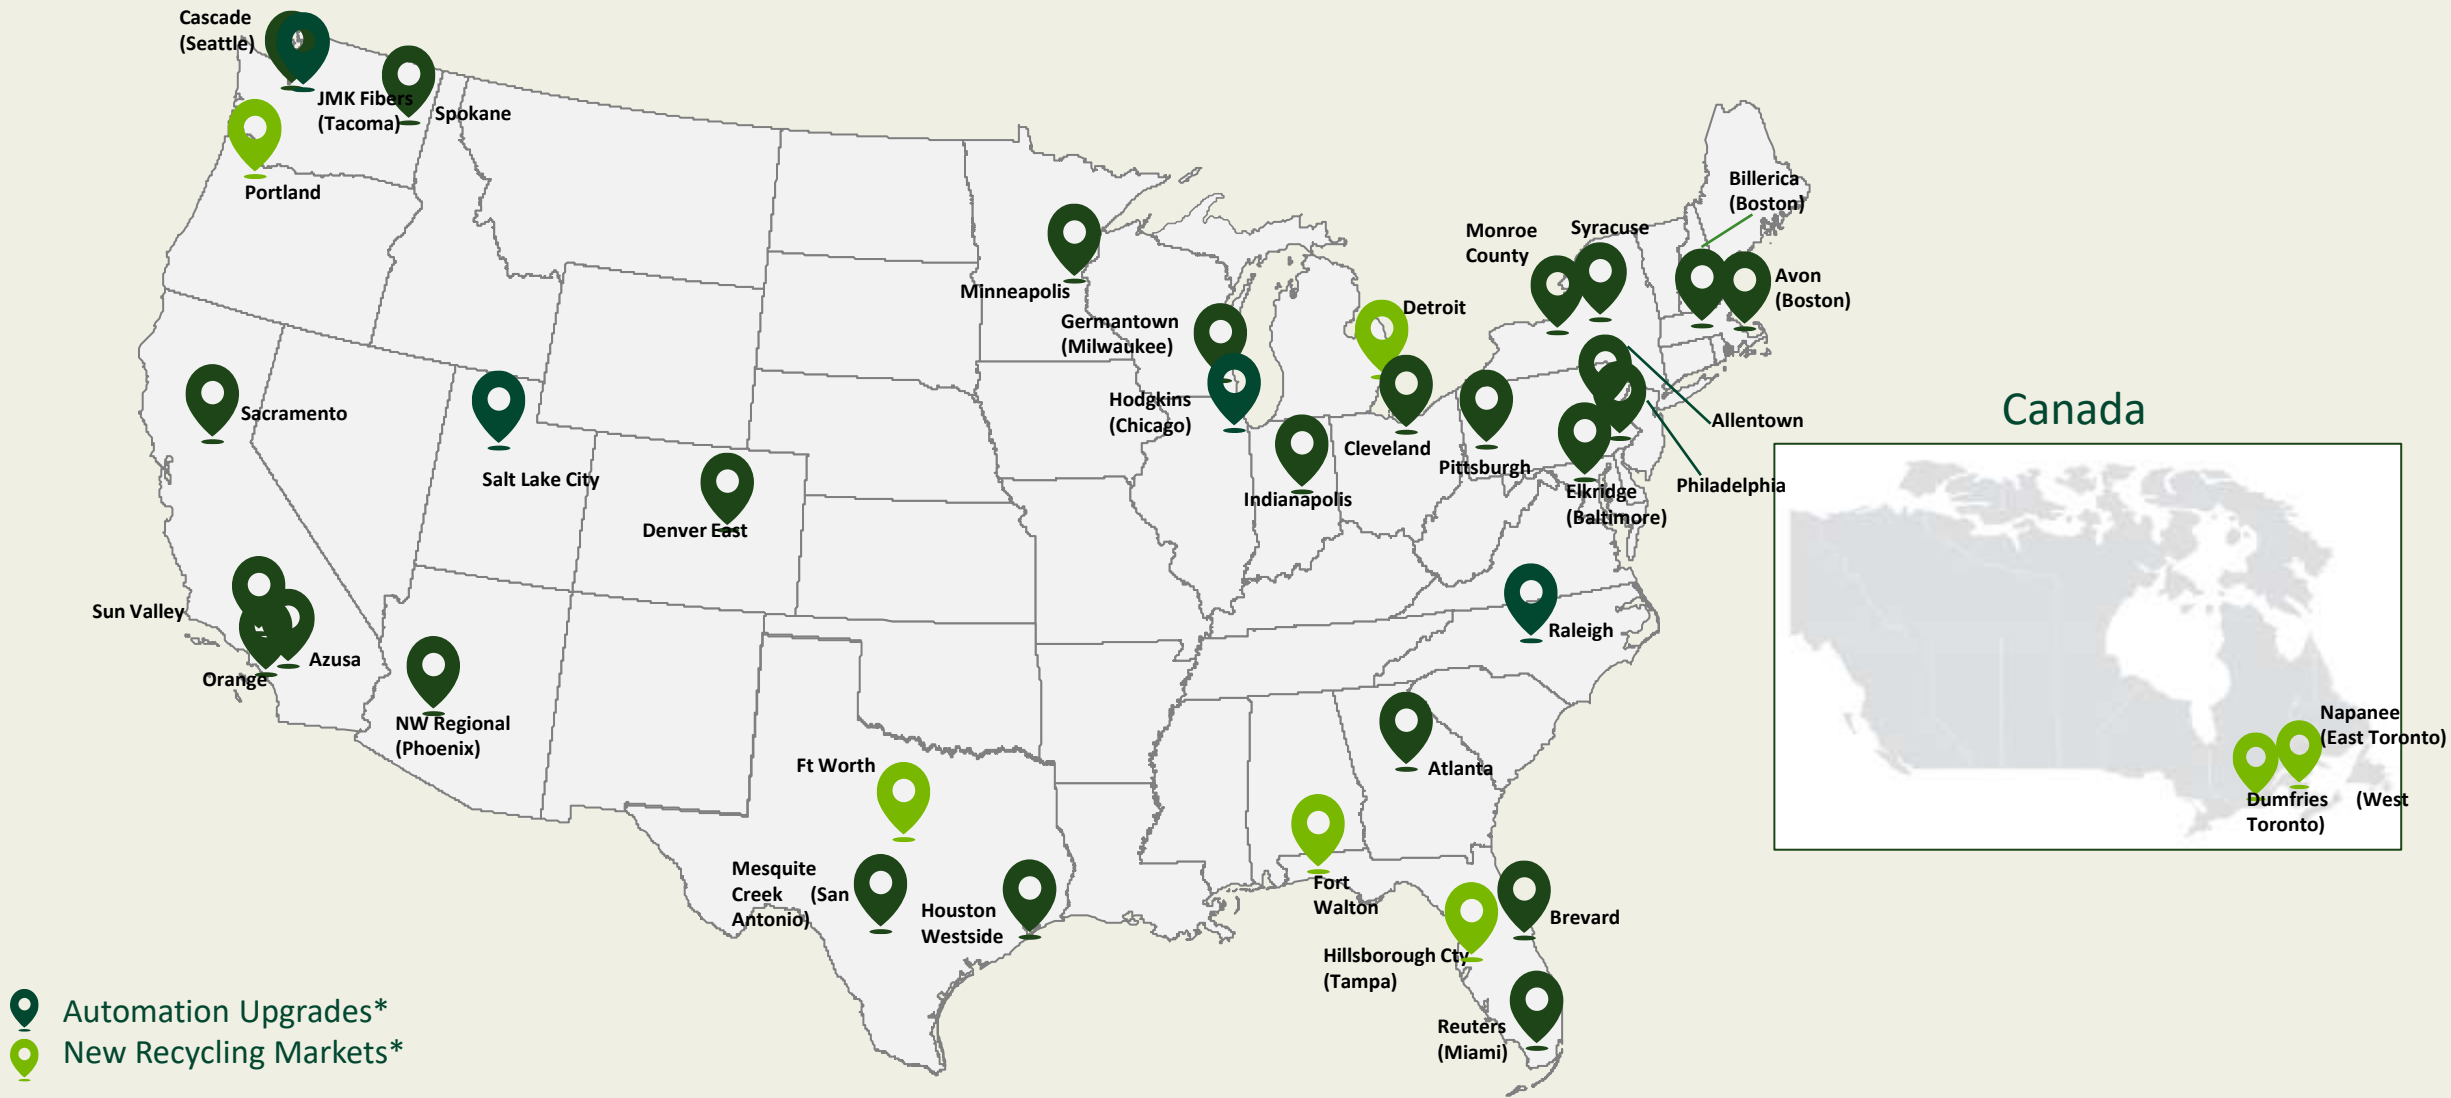 Cascade
(Seattle)
JMK Fibers
(Tacoma)
Spokane
Portland
Billerica
(Boston)
Monroe
County
Syracuse
Avon
(Boston)
Minneapolis
Germantown
(Milwaukee)
Detroit
Hodgkins
(Chicago)
Sacramento
Salt Lake City
Denver East
Cleveland
Indianapolis
Pittsburgh
Allentown
Philadelphia
Elkridge
(Baltimore)
Canada
Sun Valley
Azusa
Orange
NW Regional
(Phoenix)
Raleigh
Atlanta
Napanee
(East Toronto)
Dumfries (West
Toronto)
Ft Worth
Mesquite
Creek (San
Antonio)
Houston
Westside
Fort
Walton
Brevard
Hillsborough Cty
(Tampa)
Reuters
(Miami)
Automation Upgrades*
New Recycling Markets*